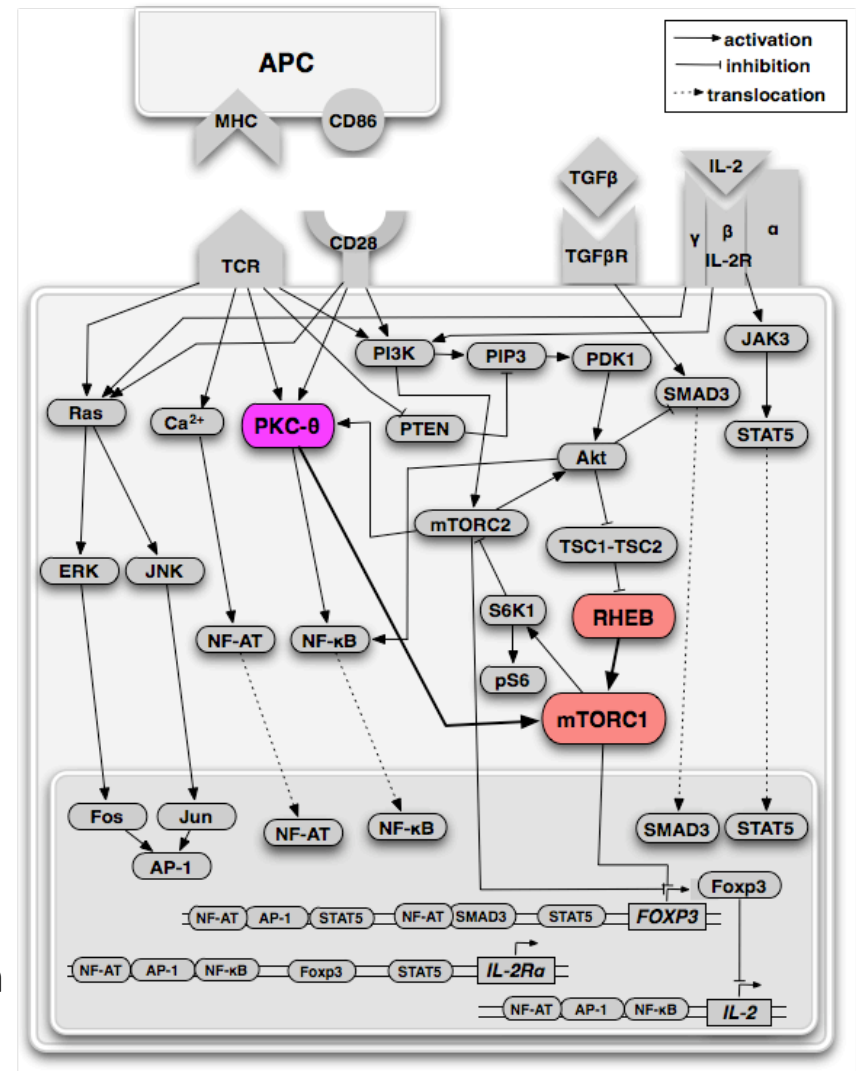 APC
activation
inhibition
translocation
MHC
CD86
TGFβ
IL-2
TCR
CD28
TGFβR
γ
β
α
IL-2R
JAK3
PI3K
PIP3
PDK1
SMAD3
Ras
Ca²⁺
PKC-θ
PTEN
STAT5
Akt
mTORC2
TSC1-TSC2
ERK
JNK
S6K1
RHEB
NF-AT
NF-κB
pS6
mTORC1
Fos
Jun
NF-AT
NF-κB
SMAD3
STAT5
AP-1
Foxp3
NF-AT AP-1 STAT5 NF-AT SMAD3 STAT5 FOXP3
NF-AT AP-1 NF-κB Foxp3 STAT5 IL-2Rα
NF-AT AP-1 NF-κB IL-2